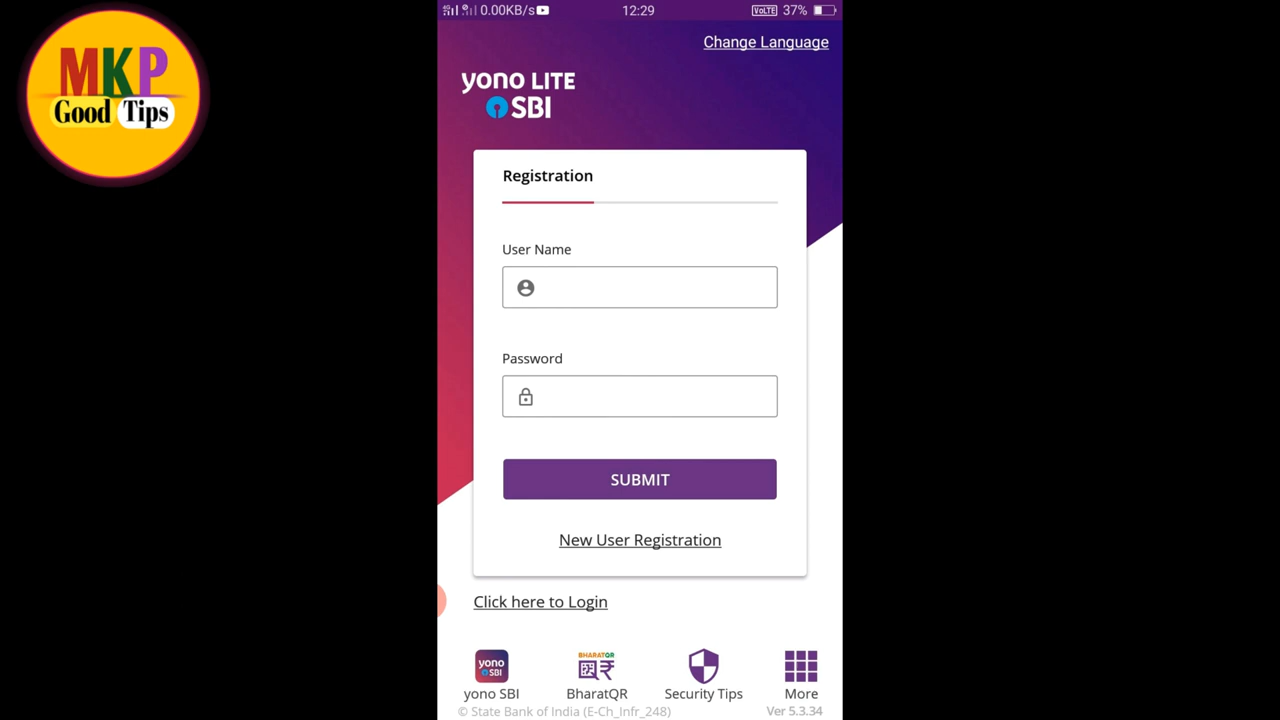 MKP
Good Tips
0.00KB/s
12:29
VoLTE
37%
Change Language
yono LITE
SBI
Registration
User Name
Password
SUBMIT
New User Registration
Click here to Login
yono
SBI
BHARATQR
yono SBI
BharatQR
Security Tips
More
© State Bank of India (E-Ch_Infr_248)
Ver 5.3.34